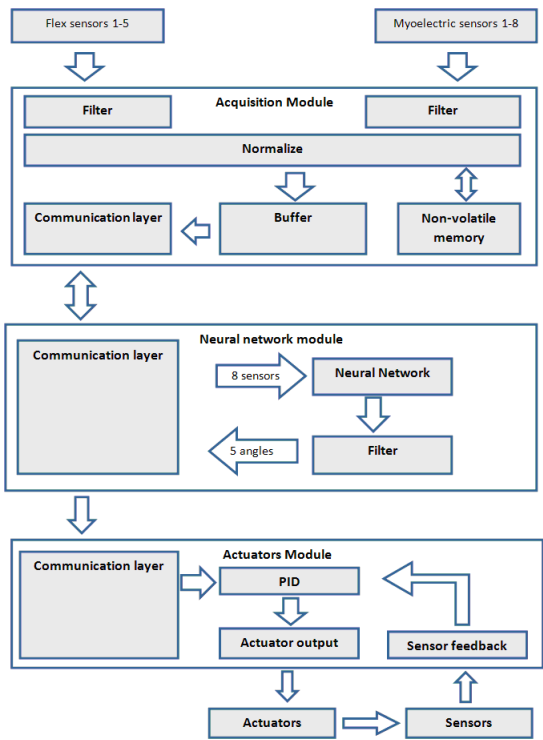 Flex sensors 1-5
Myoelectric sensors 1-8
Acquisition Module
Filter
Filter
Normalize
Communication layer
Buffer
Non-volatile
memory
Neural network module
Communication layer
8 sensors
Neural Network
5 angles
Filter
Actuators Module
Communication layer
PID
Actuator output
Sensor feedback
Actuators
Sensors